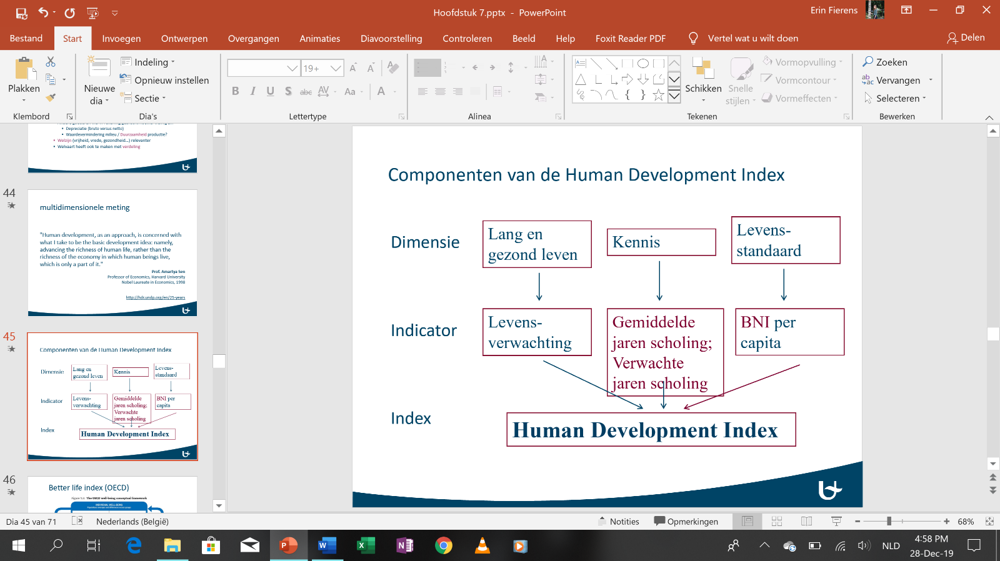 Hoofdstuk 7.pptx - PowerPoint
Erin Fierens
Bestand Start Invoegen Ontwerpen Overgangen Animaties Diavoorstelling Controleren Beeld Help Foxit Reader PDF Vertel wat u wilt doen Delen
Plakken
Klembord
Nieuwe
dia
Indeling
Opnieuw instellen
Sectie
Dia's
19+
B I U S abc AV Aa A
Lettertype
Alinea
Schikken
Snelle
stijlen
Vormopvulling
Vormcontour
Vormeffecten
Tekenen
Zoeken
Vervangen
Selecteren
Bewerken
Depreciatie (bruto versus netto)
Waardevermindering milieu / Duurzaamheid productie?
Welzijn (vrijheid, vrede, gezondheid...) relevanter
Welvaart heeft ook te maken met verdeling
44
multidimensionele meting
"Human development, as an approach, is concerned with
what I take to be the basic development idea: namely,
advancing the richness of human life, rather than the
richness of the economy in which human beings live,
which is only a part of it."
Prof. Amartya Sen
Professor of Economics, Harvard University
Nobel Laureate in Economics, 1998
http://hdr.undp.org/en/25-years
45
Componenten van de Human Development Index
Dimensie
Lang en
gezond leven
Kennis
Levens-
standaard
Indicator
Levens-
verwachting
Gemiddelde
jaren scholing;
Verwachte
jaren scholing
BNI per
capita
Index
Human Development Index
46
Better life index (OECD)
Componenten van de Human Development Index
Dimensie
Lang en
gezond leven
Kennis
Levens-
standaard
Indicator
Levens-
verwachting
Gemiddelde
jaren scholing;
Verwachte
jaren scholing
BNI per
capita
Index
Human Development Index
Dia 45 van 71 Nederlands (België) Notities Opmerkingen 68%
NLD
4:58 PM
28-Dec-19